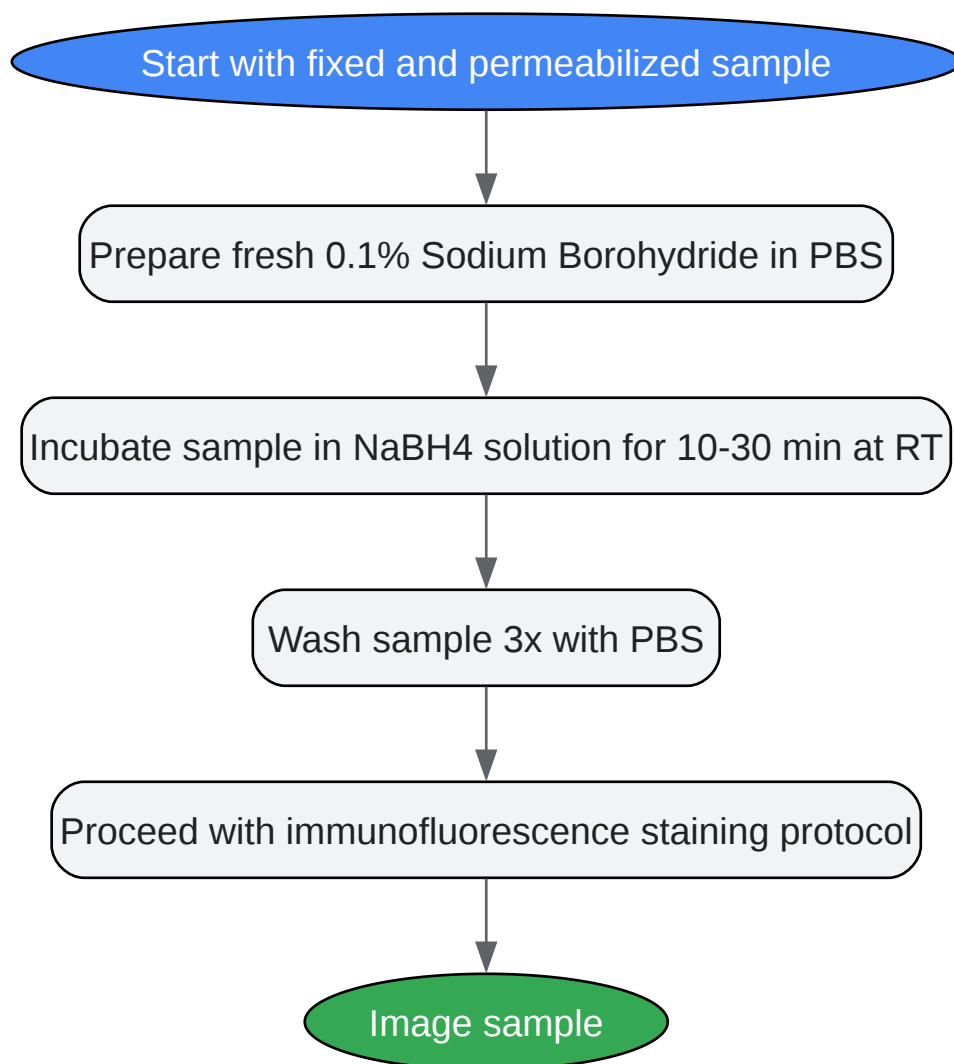 Start with fixed and permeabilized sample
Prepare fresh 0.1% Sodium Borohydride in PBS
Incubate sample in NaBH4 solution for 10-30 min at RT
Wash sample 3x with PBS
Proceed with immunofluorescence staining protocol
Image sample